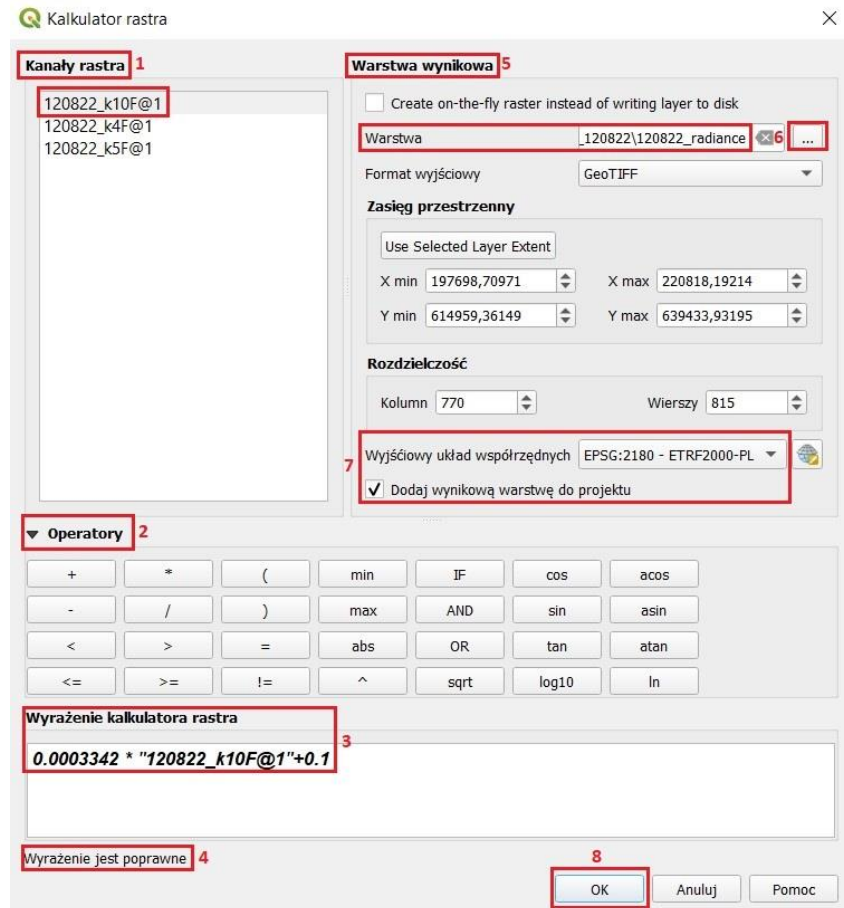 Kalkulator rastra
Kanały rastra 1
120822_k10F@1
120822_k4F@1
120822_k5F@1
Warstwa wynikowa 5
Create on-the-fly raster instead of writing layer to disk
Warstwa _120822\120822_radiance 6 ...
Format wyjściowy GeoTIFF
Zasięg przestrzenny
Use Selected Layer Extent
X min 197698,70971 X max 220818,19214
Y min 614959,36149 Y max 639433,93195
Rozdzielczość
Kolumn 770 Wierszy 815
7 Wyjściowy układ współrzędnych EPSG:2180 - ETRF2000-PL
Dodaj wynikową warstwę do projektu
Operatory 2
+ * ( min IF cos acos
- / ) max AND sin asin
< > = abs OR tan atan
<= >= != ^ sqrt log10 ln
Wyrażenie kalkulatora rastra
3
0.0003342 * "120822_k10F@1"+0.1
Wyrażenie jest poprawne 4
8
OK Anuluj Pomoc